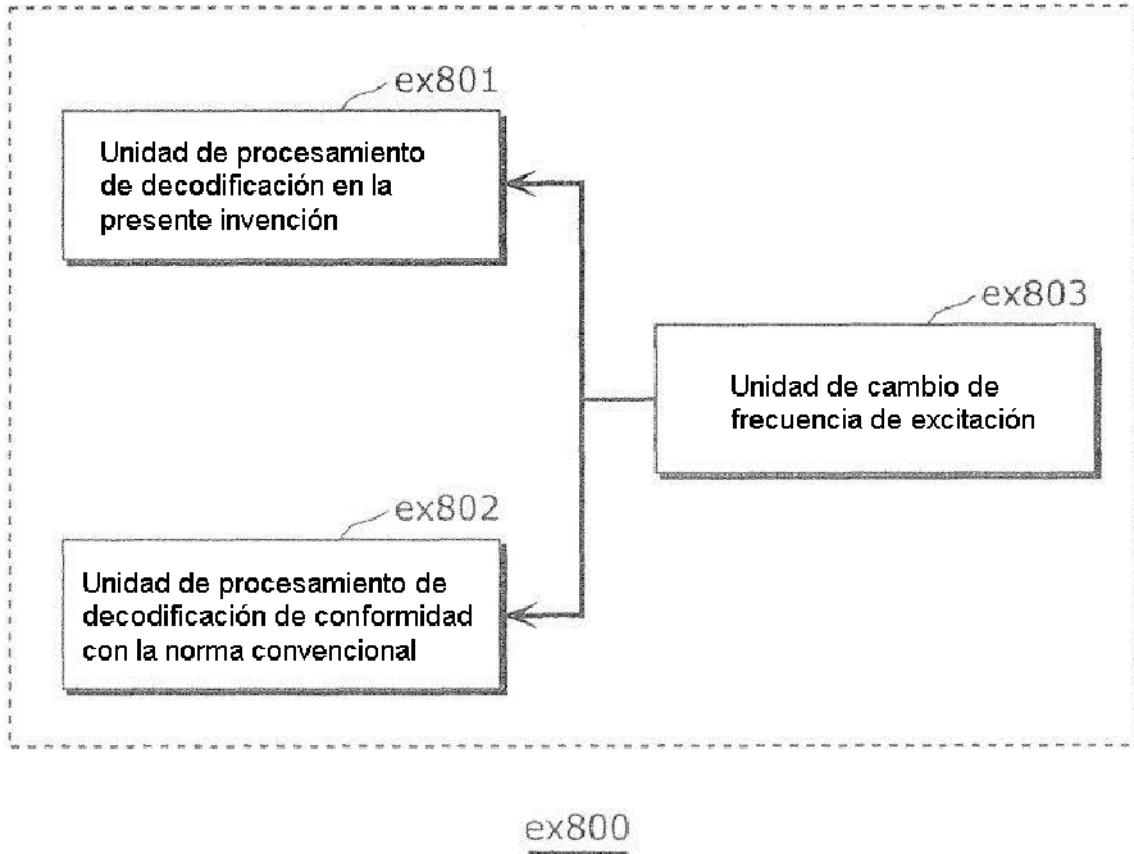 ex801
Unidad de procesamiento
de decodificación en la
presente invención
ex803
Unidad de cambio de
frecuencia de excitación
ex802
Unidad de procesamiento de
decodificación de conformidad
con la norma convencional
ex800